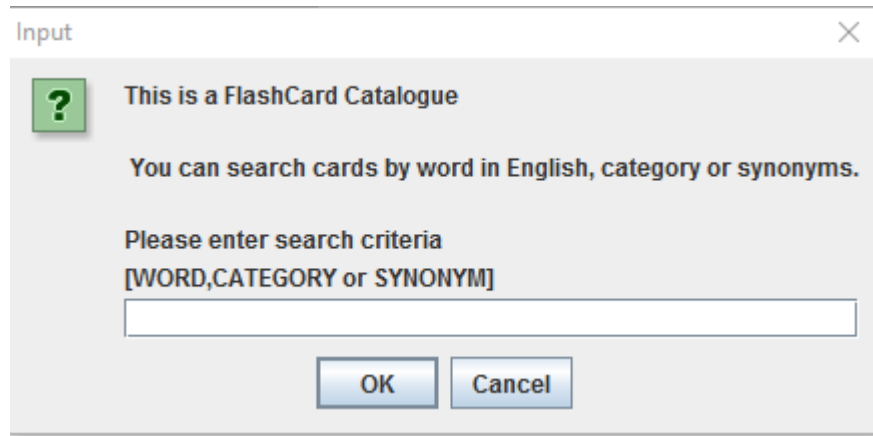 Input
?
This is a FlashCard Catalogue
You can search cards by word in English, category or synonyms.
Please enter search criteria
[WORD,CATEGORY or SYNONYM]
OK
Cancel